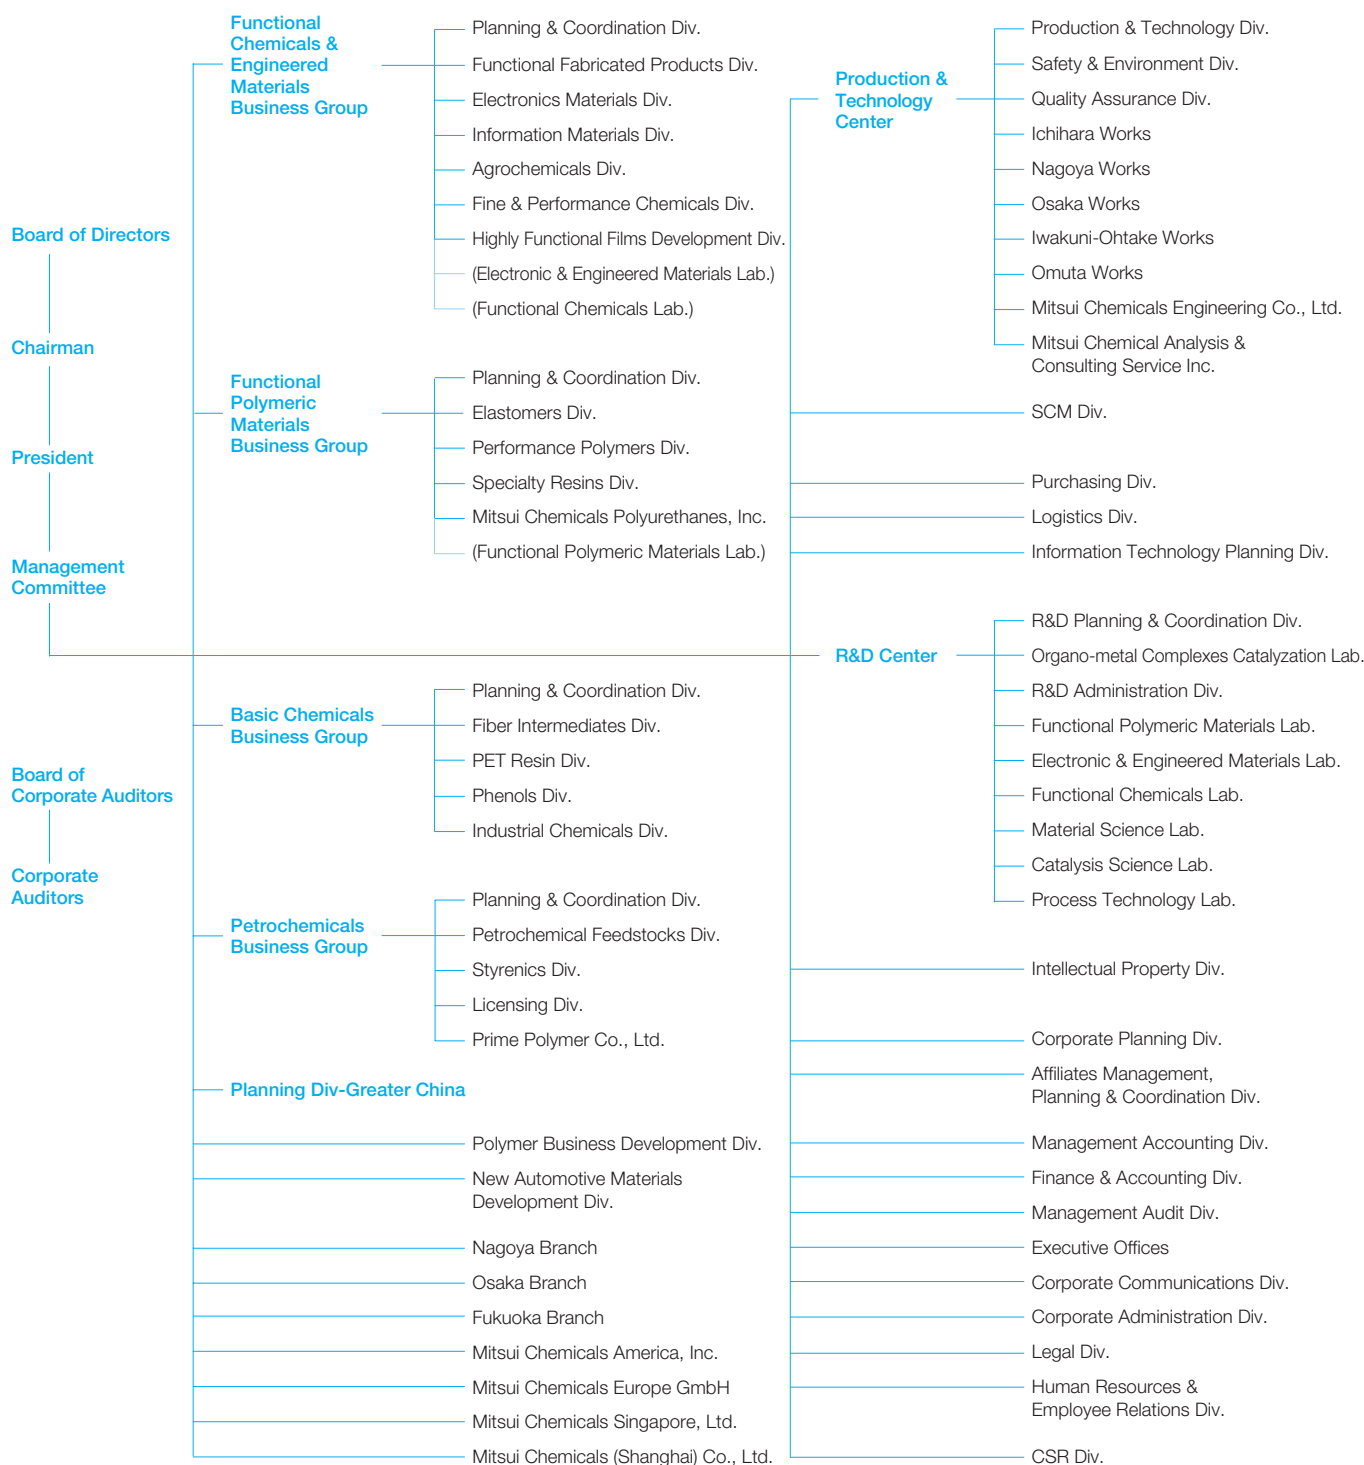 Board of Directors
Chairman
President
Management
Committee
Board of
Corporate Auditors
Corporate
Auditors
Functional
Chemicals &
Engineered
Materials
Business Group
Planning & Coordination Div.
Functional Fabricated Products Div.
Electronics Materials Div.
Information Materials Div.
Agrochemicals Div.
Fine & Performance Chemicals Div.
Highly Functional Films Development Div.
(Electronic & Engineered Materials Lab.)
(Functional Chemicals Lab.)
Functional
Polymeric
Materials
Business Group
Planning & Coordination Div.
Elastomers Div.
Performance Polymers Div.
Specialty Resins Div.
Mitsui Chemicals Polyurethanes, Inc.
(Functional Polymeric Materials Lab.)
Basic Chemicals
Business Group
Planning & Coordination Div.
Fiber Intermediates Div.
PET Resin Div.
Phenols Div.
Industrial Chemicals Div.
Petrochemicals
Business Group
Planning & Coordination Div.
Petrochemical Feedstocks Div.
Styrenics Div.
Licensing Div.
Prime Polymer Co., Ltd.
Planning Div-Greater China
Polymer Business Development Div.
New Automotive Materials
Development Div.
Nagoya Branch
Osaka Branch
Fukuoka Branch
Mitsui Chemicals America, Inc.
Mitsui Chemicals Europe GmbH
Mitsui Chemicals Singapore, Ltd.
Mitsui Chemicals (Shanghai) Co., Ltd.
Production &
Technology
Center
Production & Technology Div.
Safety & Environment Div.
Quality Assurance Div.
Ichihara Works
Nagoya Works
Osaka Works
Iwakuni-Ohtake Works
Omuta Works
Mitsui Chemicals Engineering Co., Ltd.
Mitsui Chemical Analysis &
Consulting Service Inc.
SCM Div.
Purchasing Div.
Logistics Div.
Information Technology Planning Div.
R&D Center
R&D Planning & Coordination Div.
Organo-metal Complexes Catalyzation Lab.
R&D Administration Div.
Functional Polymeric Materials Lab.
Electronic & Engineered Materials Lab.
Functional Chemicals Lab.
Material Science Lab.
Catalysis Science Lab.
Process Technology Lab.
Intellectual Property Div.
Corporate Planning Div.
Affiliates Management,
Planning & Coordination Div.
Management Accounting Div.
Finance & Accounting Div.
Management Audit Div.
Executive Offices
Corporate Communications Div.
Corporate Administration Div.
Legal Div.
Human Resources &
Employee Relations Div.
CSR Div.